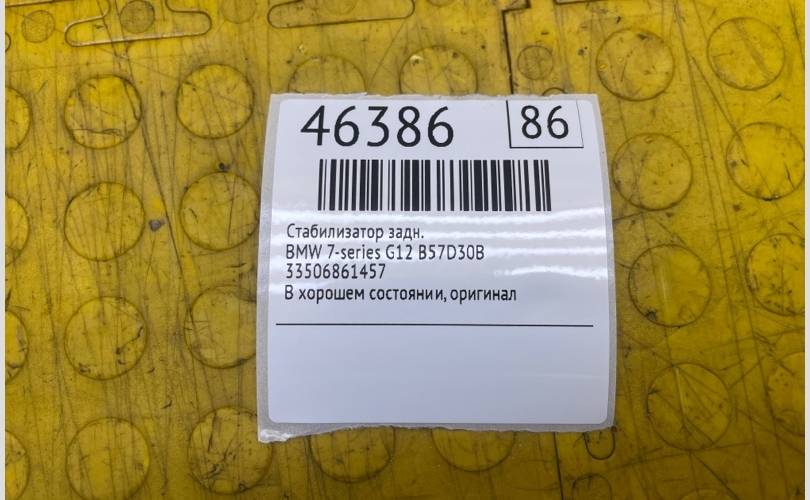 46386 86
Стабилизатор задн.
BMW 7-series G12 B57D30B
33506861457
В хорошем состоянии, оригинал